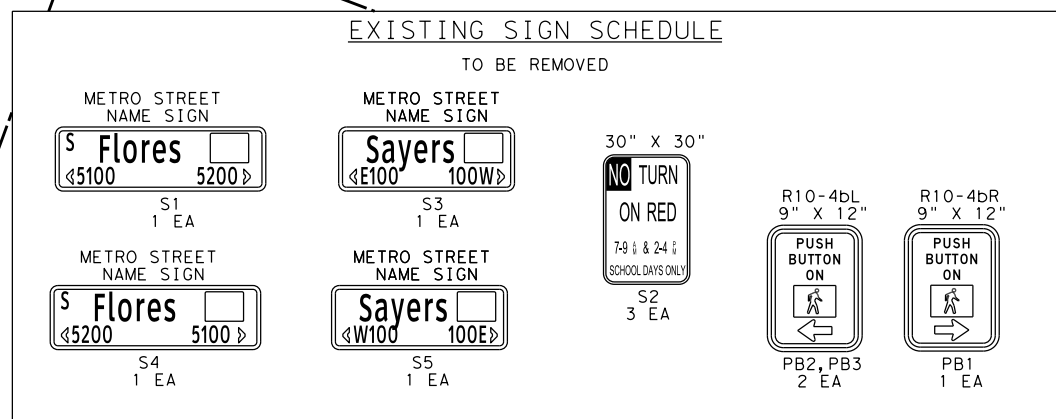 EXISTING SIGN SCHEDULE
TO BE REMOVED
METRO STREET
NAME SIGN
S Flores
5100 5200
S1
1 EA
METRO STREET
NAME SIGN
Sayers
E100 100W
S3
1 EA
30" X 30"
NO TURN
ON RED
7-9 AM & 2-4 PM
SCHOOL DAYS ONLY
S2
3 EA
R10-4bL
9" X 12"
PUSH
BUTTON
ON
PB2,PB3
2 EA
R10-4bR
9" X 12"
PUSH
BUTTON
ON
PB1
1 EA
METRO STREET
NAME SIGN
S Flores
5200 5100
S4
1 EA
METRO STREET
NAME SIGN
Sayers
W100 100E
S5
1 EA